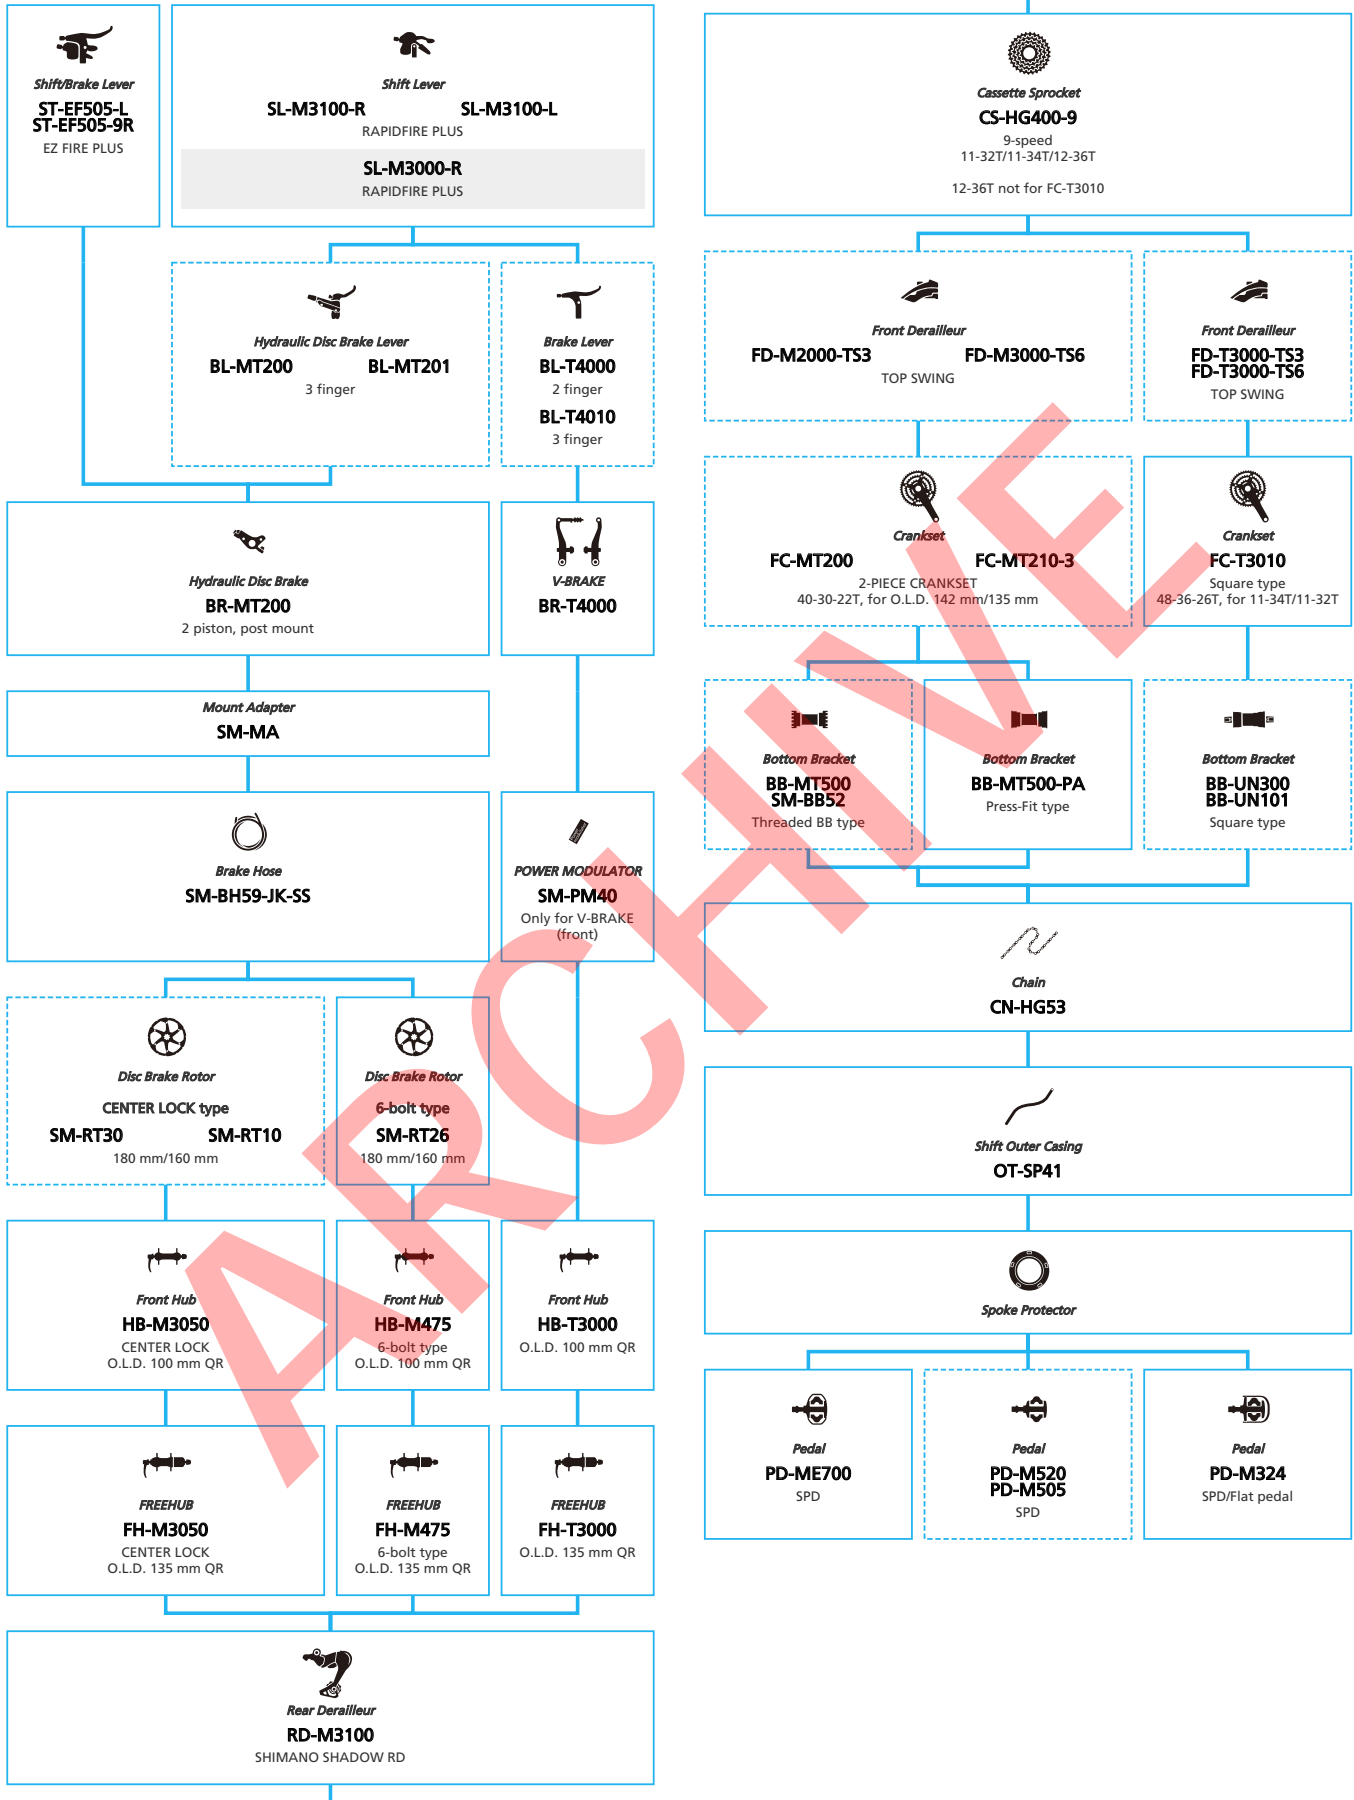 Shift/Brake Lever
ST-EF505-L
ST-EF505-9R
EZ FIRE PLUS
Shift Lever
SL-M3100-R SL-M3100-L
RAPIDFIRE PLUS
SL-M3000-R
RAPIDFIRE PLUS
Hydraulic Disc Brake Lever
BL-MT200 BL-MT201
3 finger
Brake Lever
BL-T4000
2 finger
BL-T4010
3 finger
Hydraulic Disc Brake
BR-MT200
2 piston, post mount
V-BRAKE
BR-T4000
Mount Adapter
SM-MA
Brake Hose
SM-BH59-JK-SS
POWER MODULATOR
SM-PM40
Only for V-BRAKE
(front)
Disc Brake Rotor
CENTER LOCK type
SM-RT30 SM-RT10
180 mm/160 mm
Disc Brake Rotor
6-bolt type
SM-RT26
180 mm/160 mm
Front Hub
HB-M3050
CENTER LOCK
O.L.D. 100 mm QR
Front Hub
HB-M475
6-bolt type
O.L.D. 100 mm QR
Front Hub
HB-T3000
O.L.D. 100 mm QR
FREEHUB
FH-M3050
CENTER LOCK
O.L.D. 135 mm QR
FREEHUB
FH-M475
6-bolt type
O.L.D. 135 mm QR
FREEHUB
FH-T3000
O.L.D. 135 mm QR
Rear Derailleur
RD-M3100
SHIMANO SHADOW RD
Cassette Sprocket
CS-HG400-9
9-speed
11-32T/11-34T/12-36T
12-36T not for FC-T3010
Front Derailleur
FD-M2000-TS3 FD-M3000-TS6
TOP SWING
Front Derailleur
FD-T3000-TS3
FD-T3000-TS6
TOP SWING
Crankset
FC-MT200 FC-MT210-3
2-PIECE CRANKSET
40-30-22T, for O.L.D. 142 mm/135 mm
Crankset
FC-T3010
Square type
48-36-26T, for 11-34T/11-32T
Bottom Bracket
BB-MT500
SM-BB52
Threaded BB type
Bottom Bracket
BB-MT500-PA
Press-Fit type
Bottom Bracket
BB-UN300
BB-UN101
Square type
Chain
CN-HG53
Shift Outer Casing
OT-SP41
Spoke Protector
Pedal
PD-ME700
SPD
Pedal
PD-M520
PD-M505
SPD
Pedal
PD-M324
SPD/Flat pedal
ARCHIVE